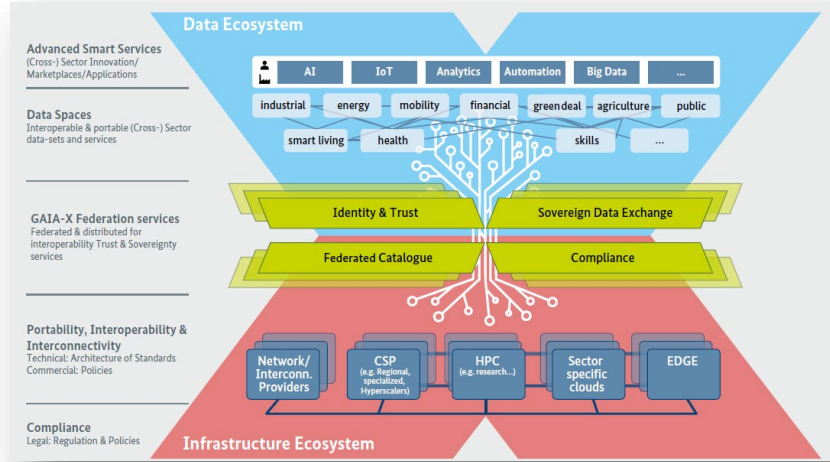 Data Ecosystem
Advanced Smart Services
(Cross-) Sector Innovation/
Marketplaces/Applications
AI
IoT
Analytics
Automation
Big Data
...
Data Spaces
Interoperable & portable (Cross-) Sector
data-sets and services
industrial
energy
mobility
financial
green deal
agriculture
public
smart living
health
skills
...
GAIA-X Federation services
Federated & distributed for
interoperability Trust & Sovereignty
services
Identity & Trust
Sovereign Data Exchange
Federated Catalogue
Compliance
Portability, Interoperability &
Interconnectivity
Technical: Architecture of Standards
Commercial: Policies
Network/
Interconn.
Providers
CSP
(e.g. Regional,
specialized,
Hyperscalers)
HPC
(e.g. research...)
Sector
specific
clouds
EDGE
Compliance
Legal: Regulation & Policies
Infrastructure Ecosystem